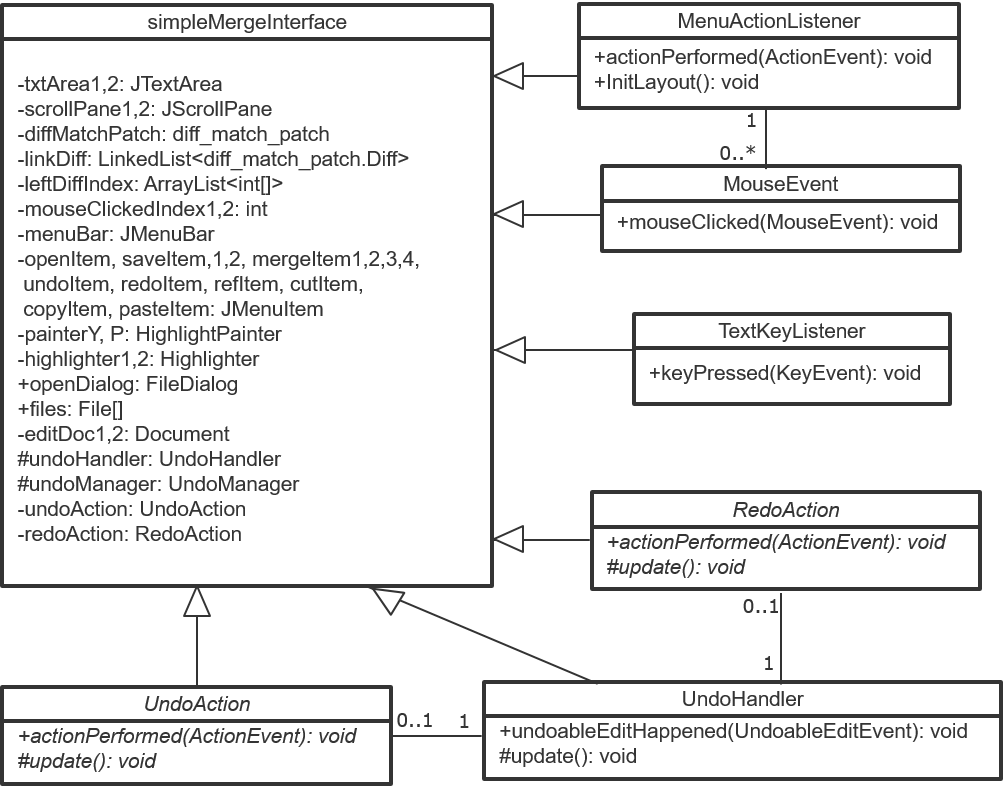 simpleMergeInterface
-txtArea1,2: JTextArea
-scrollPane1,2: JScrollPane
-diffMatchPatch: diff_match_patch
-linkDiff: LinkedList<diff_match_patch.Diff>
-leftDiffIndex: ArrayList<int[]>
-mouseClickedIndex1,2: int
-menuBar: JMenuBar
-openItem, saveItem,1,2, mergeItem1,2,3,4,
undoItem, redoItem, refItem, cutItem,
copyItem, pasteItem: JMenuItem
-painterY, P: HighlightPainter
-highlighter1,2: Highlighter
+openDialog: FileDialog
+files: File[]
-editDoc1,2: Document
#undoHandler: UndoHandler
#undoManager: UndoManager
-undoAction: UndoAction
-redoAction: RedoAction
MenuActionListener
+actionPerformed(ActionEvent): void
+InitLayout(): void
1
0..*
MouseEvent
+mouseClicked(MouseEvent): void
TextKeyListener
+keyPressed(KeyEvent): void
RedoAction
+actionPerformed(ActionEvent): void
#update(): void
0..1
1
UndoAction
+actionPerformed(ActionEvent): void
#update(): void
0..1
1
UndoHandler
+undoableEditHappened(UndoableEditEvent): void
#update(): void